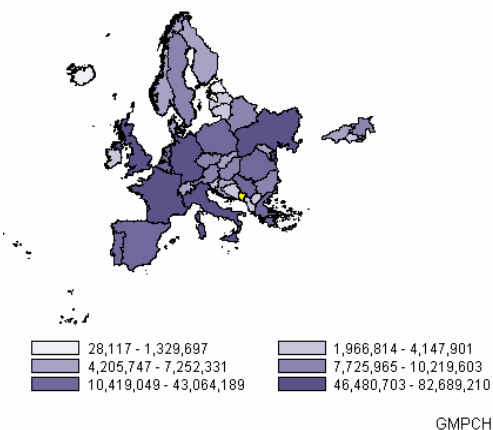 28,117 - 1,329,697
1,966,814 - 4,147,901
4,205,747 - 7,252,331
7,725,965 - 10,219,603
10,419,049 - 43,064,189
46,480,703 - 82,689,210
GMPCH